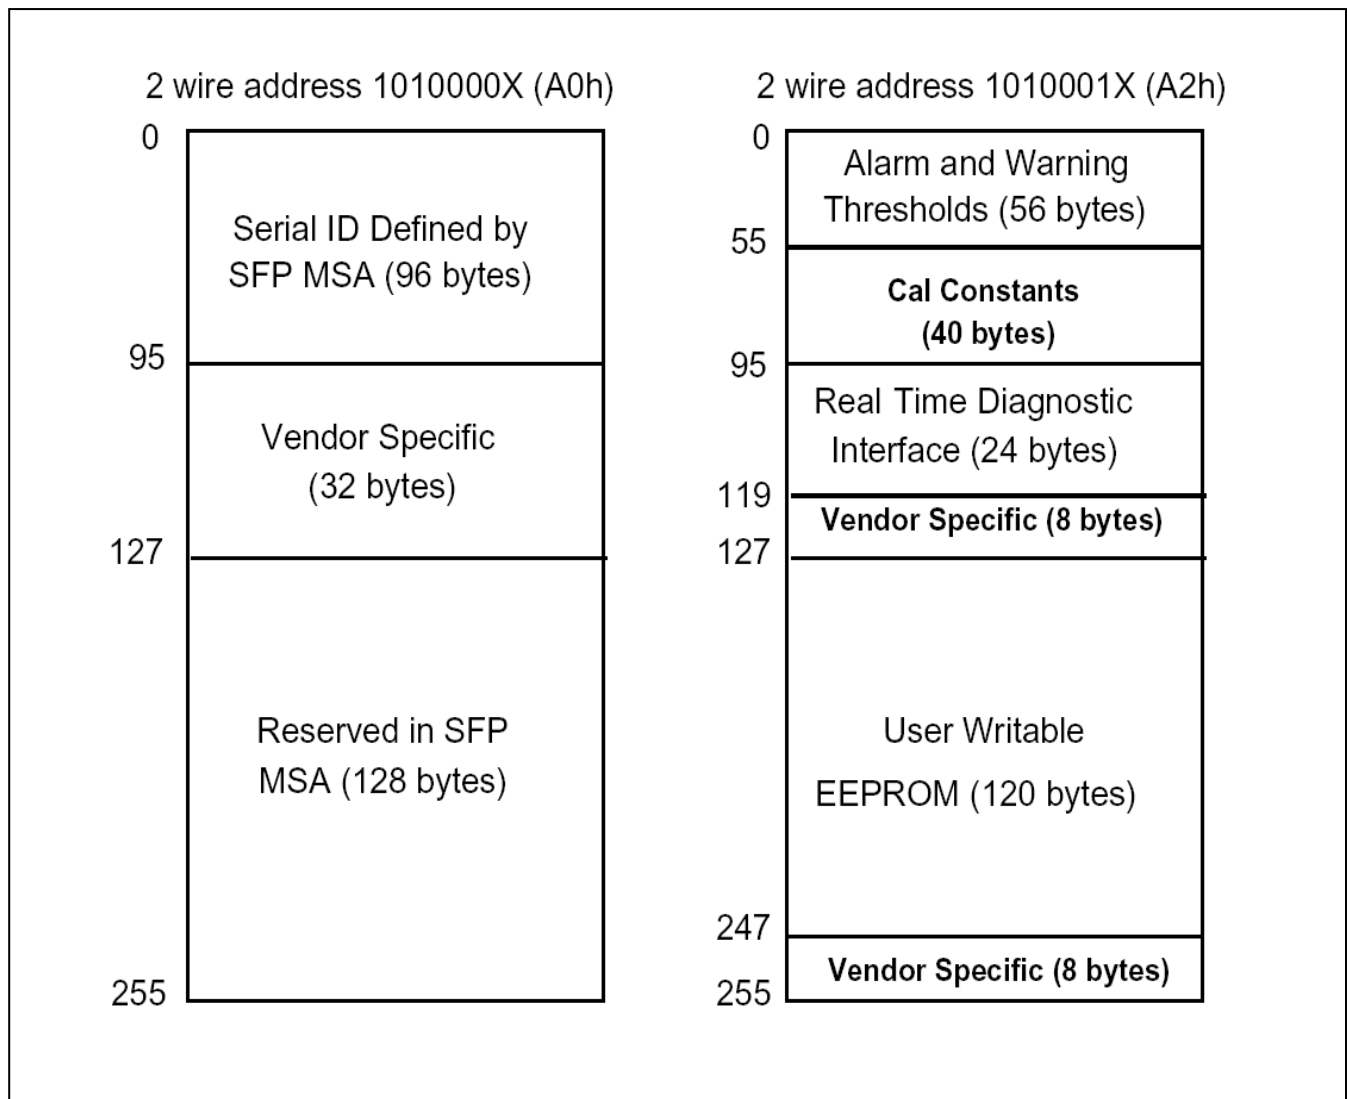 2 wire address 1010000X (A0h)
0
Serial ID Defined by
SFP MSA (96 bytes)
95
Vendor Specific
(32 bytes)
127
Reserved in SFP
MSA (128 bytes)
255
2 wire address 1010001X (A2h)
0
Alarm and Warning
Thresholds (56 bytes)
55
Cal Constants
(40 bytes)
95
Real Time Diagnostic
Interface (24 bytes)
119
Vendor Specific (8 bytes)
127
User Writable
EEPROM (120 bytes)
247
Vendor Specific (8 bytes)
255